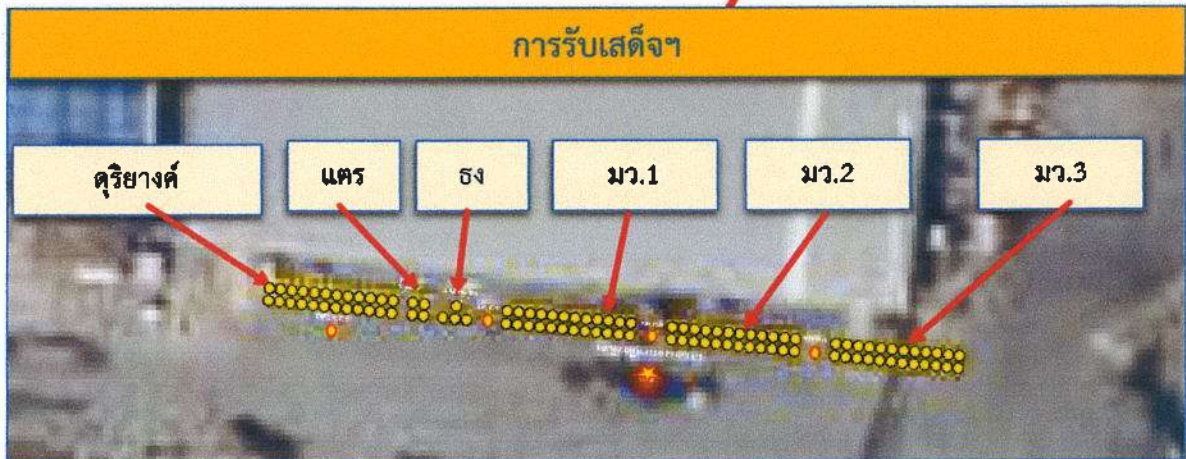 การรับเสด็จฯ
ดุริยางค์
แตร
ธง
มว.1
มว.2
มว.3